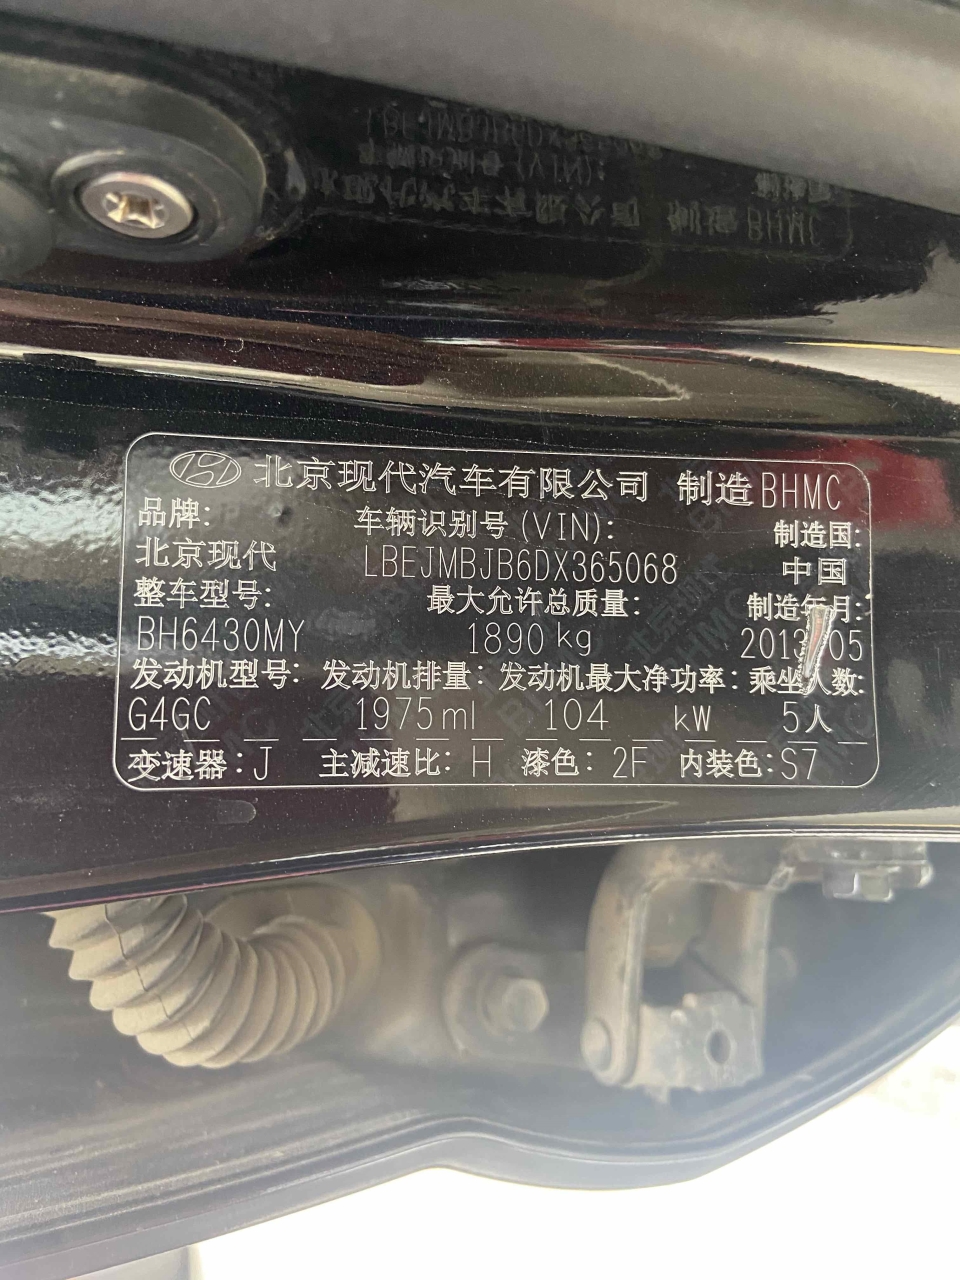 北京现代汽车有限公司 制造BHMC
品牌: 车辆识别号(VIN): 制造国:
北京现代 LBEJMBJB6DX365068 中国
整车型号: 最大允许总质量: 制造年月:
BH6430MY 1890kg 2013 05
发动机型号: 发动机排量: 发动机最大净功率: 乘坐人数:
G4GC 1975ml 104 kW 5人
变速器:J 主减速比:H 漆色:2F 内装色:S7